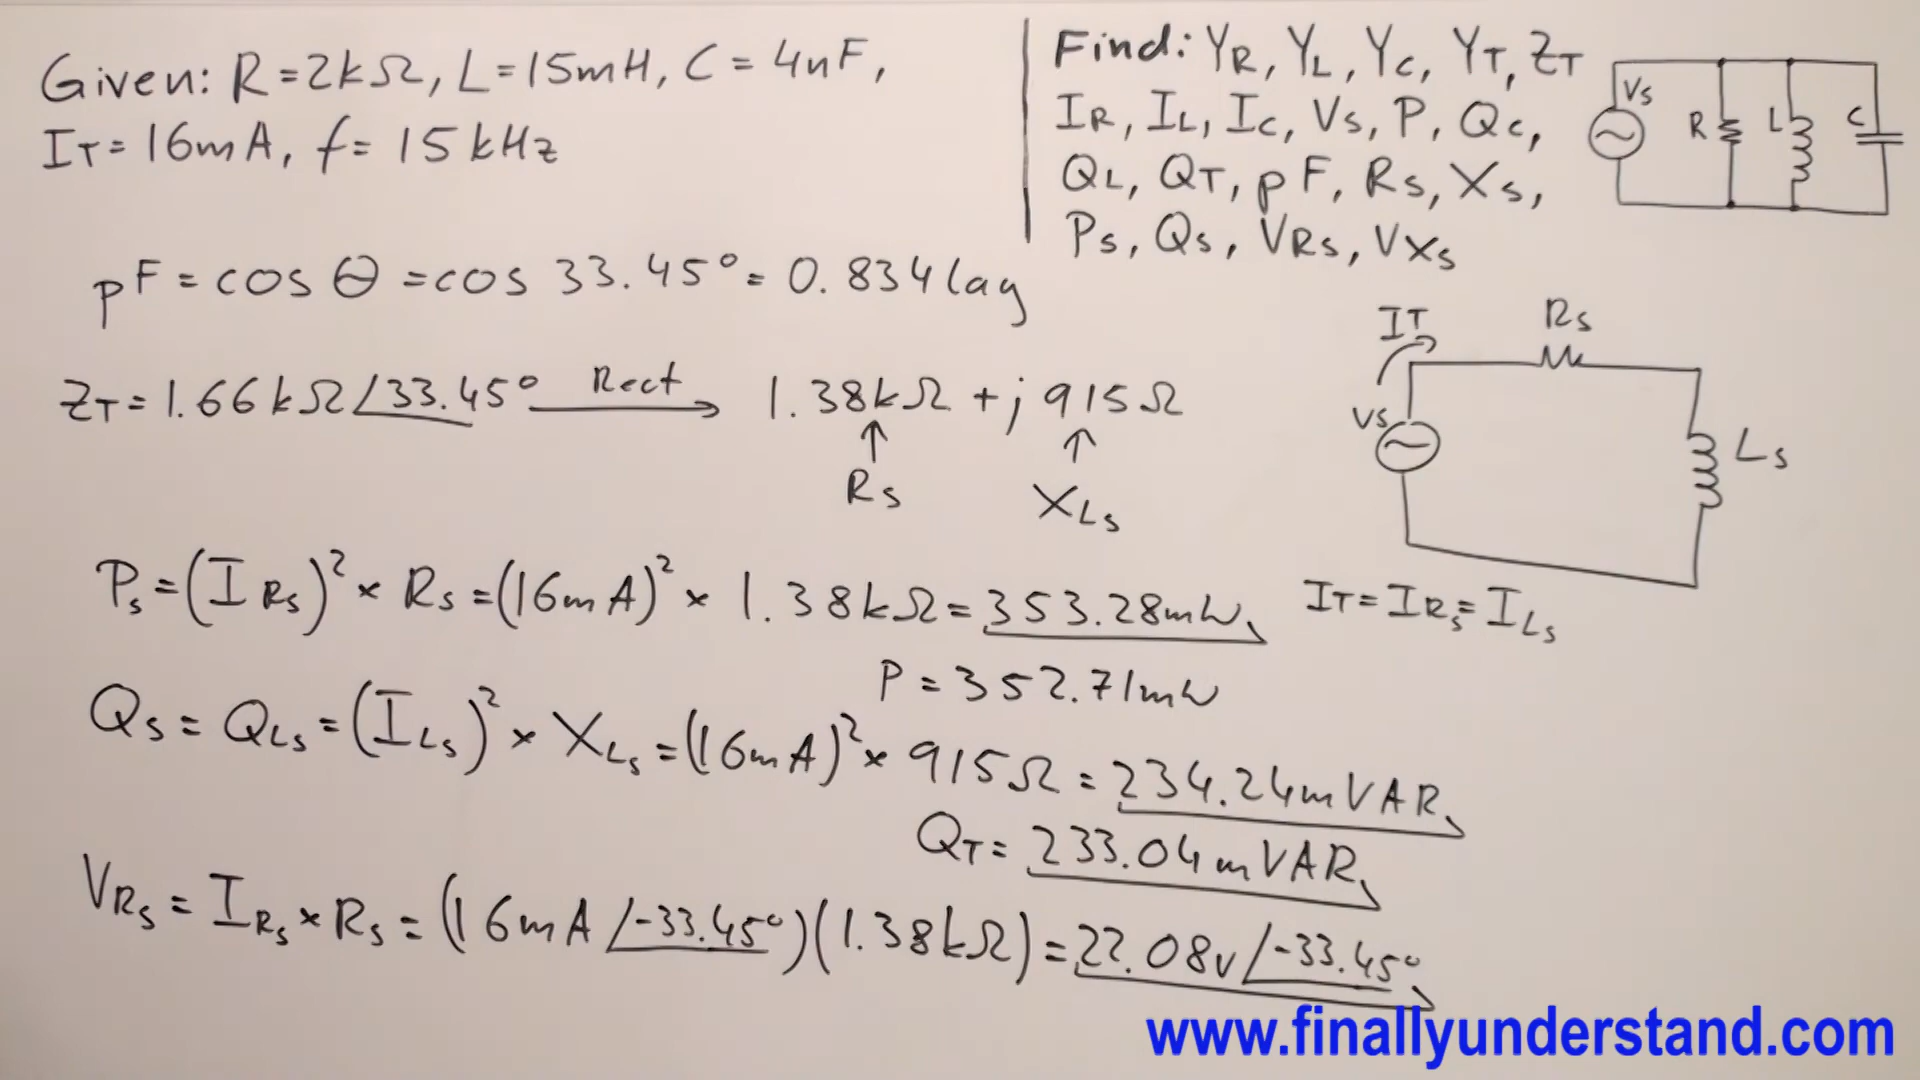 Given: R=2kΩ, L=15mH, C=4nF,
IT=16mA, f=15kHz
Find: YR, YL, YC, YT, ZT
IR, IL, IC, VS, P, QC,
QL, QT, pF, RS, XS,
PS, QS, VRS, VXS
VS
R
L
C
pF = cos θ = cos 33.45° = 0.834 lag
ZT = 1.66kΩ /33.45° Rect → 1.38kΩ + j 915Ω
↑ ↑
RS XLS
IT
RS
VS
LS
IT = IRS = ILS
PS = (IRS)² × RS = (16mA)² × 1.38kΩ = 353.28mW
P = 352.71mW
QS = QLS = (ILS)² × XLS = (16mA)² × 915Ω = 234.24mVAR
QT = 233.04mVAR
VRS = IRS × RS = (16mA /-33.45°)(1.38kΩ) = 22.08v /-33.45°
www.finallyunderstand.com